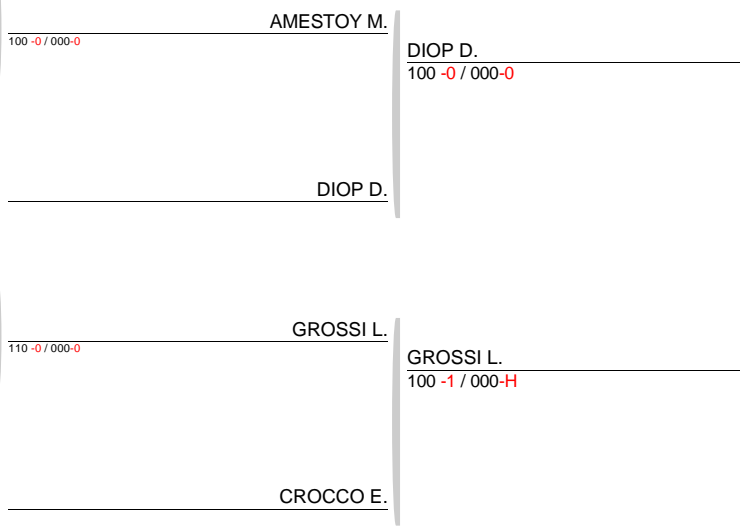 AMESTOY M.
100 -0 / 000-0
DIOP D.
100 -0 / 000-0
DIOP D.
GROSSI L.
110 -0 / 000-0
GROSSI L.
100 -1 / 000-H
CROCCO E.